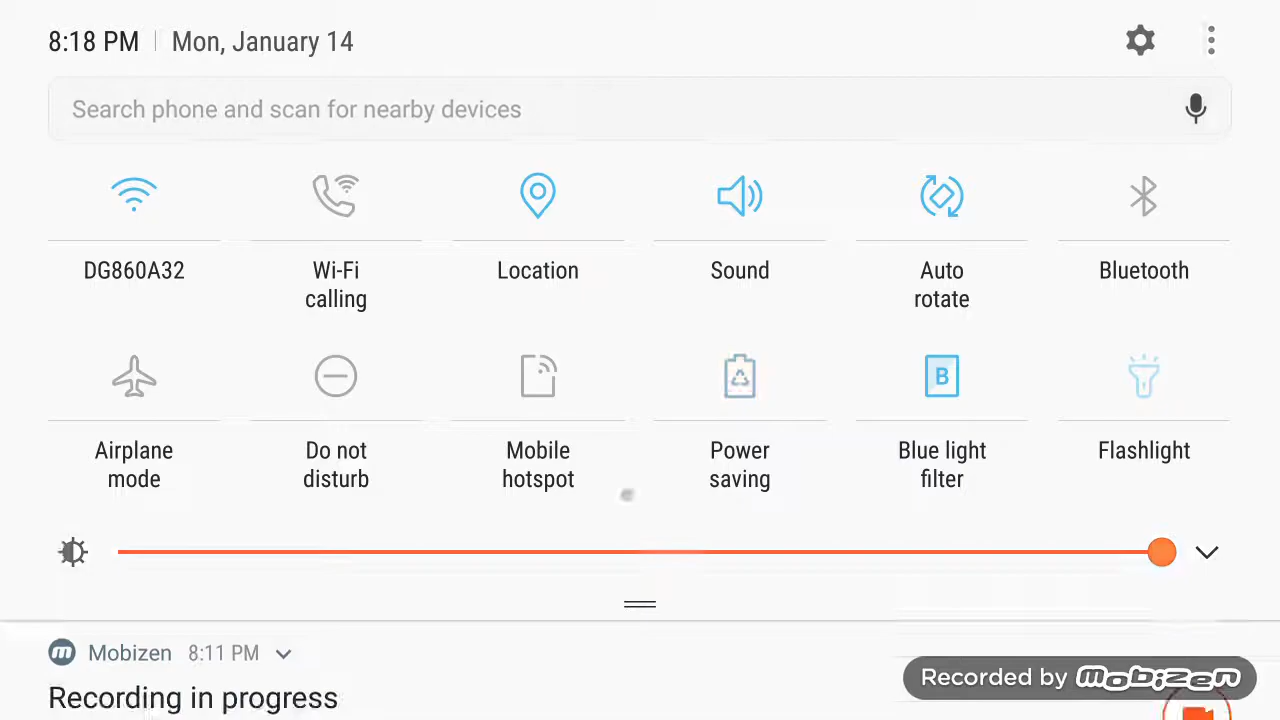 8:18 PM | Mon, January 14
Search phone and scan for nearby devices
DG860A32
Wi-Fi
calling
Location
Sound
Auto
rotate
Bluetooth
Airplane
mode
Do not
disturb
Mobile
hotspot
Power
saving
B
Blue light
filter
Flashlight
m Mobizen 8:11 PM
Recording in progress
Recorded by mobizen